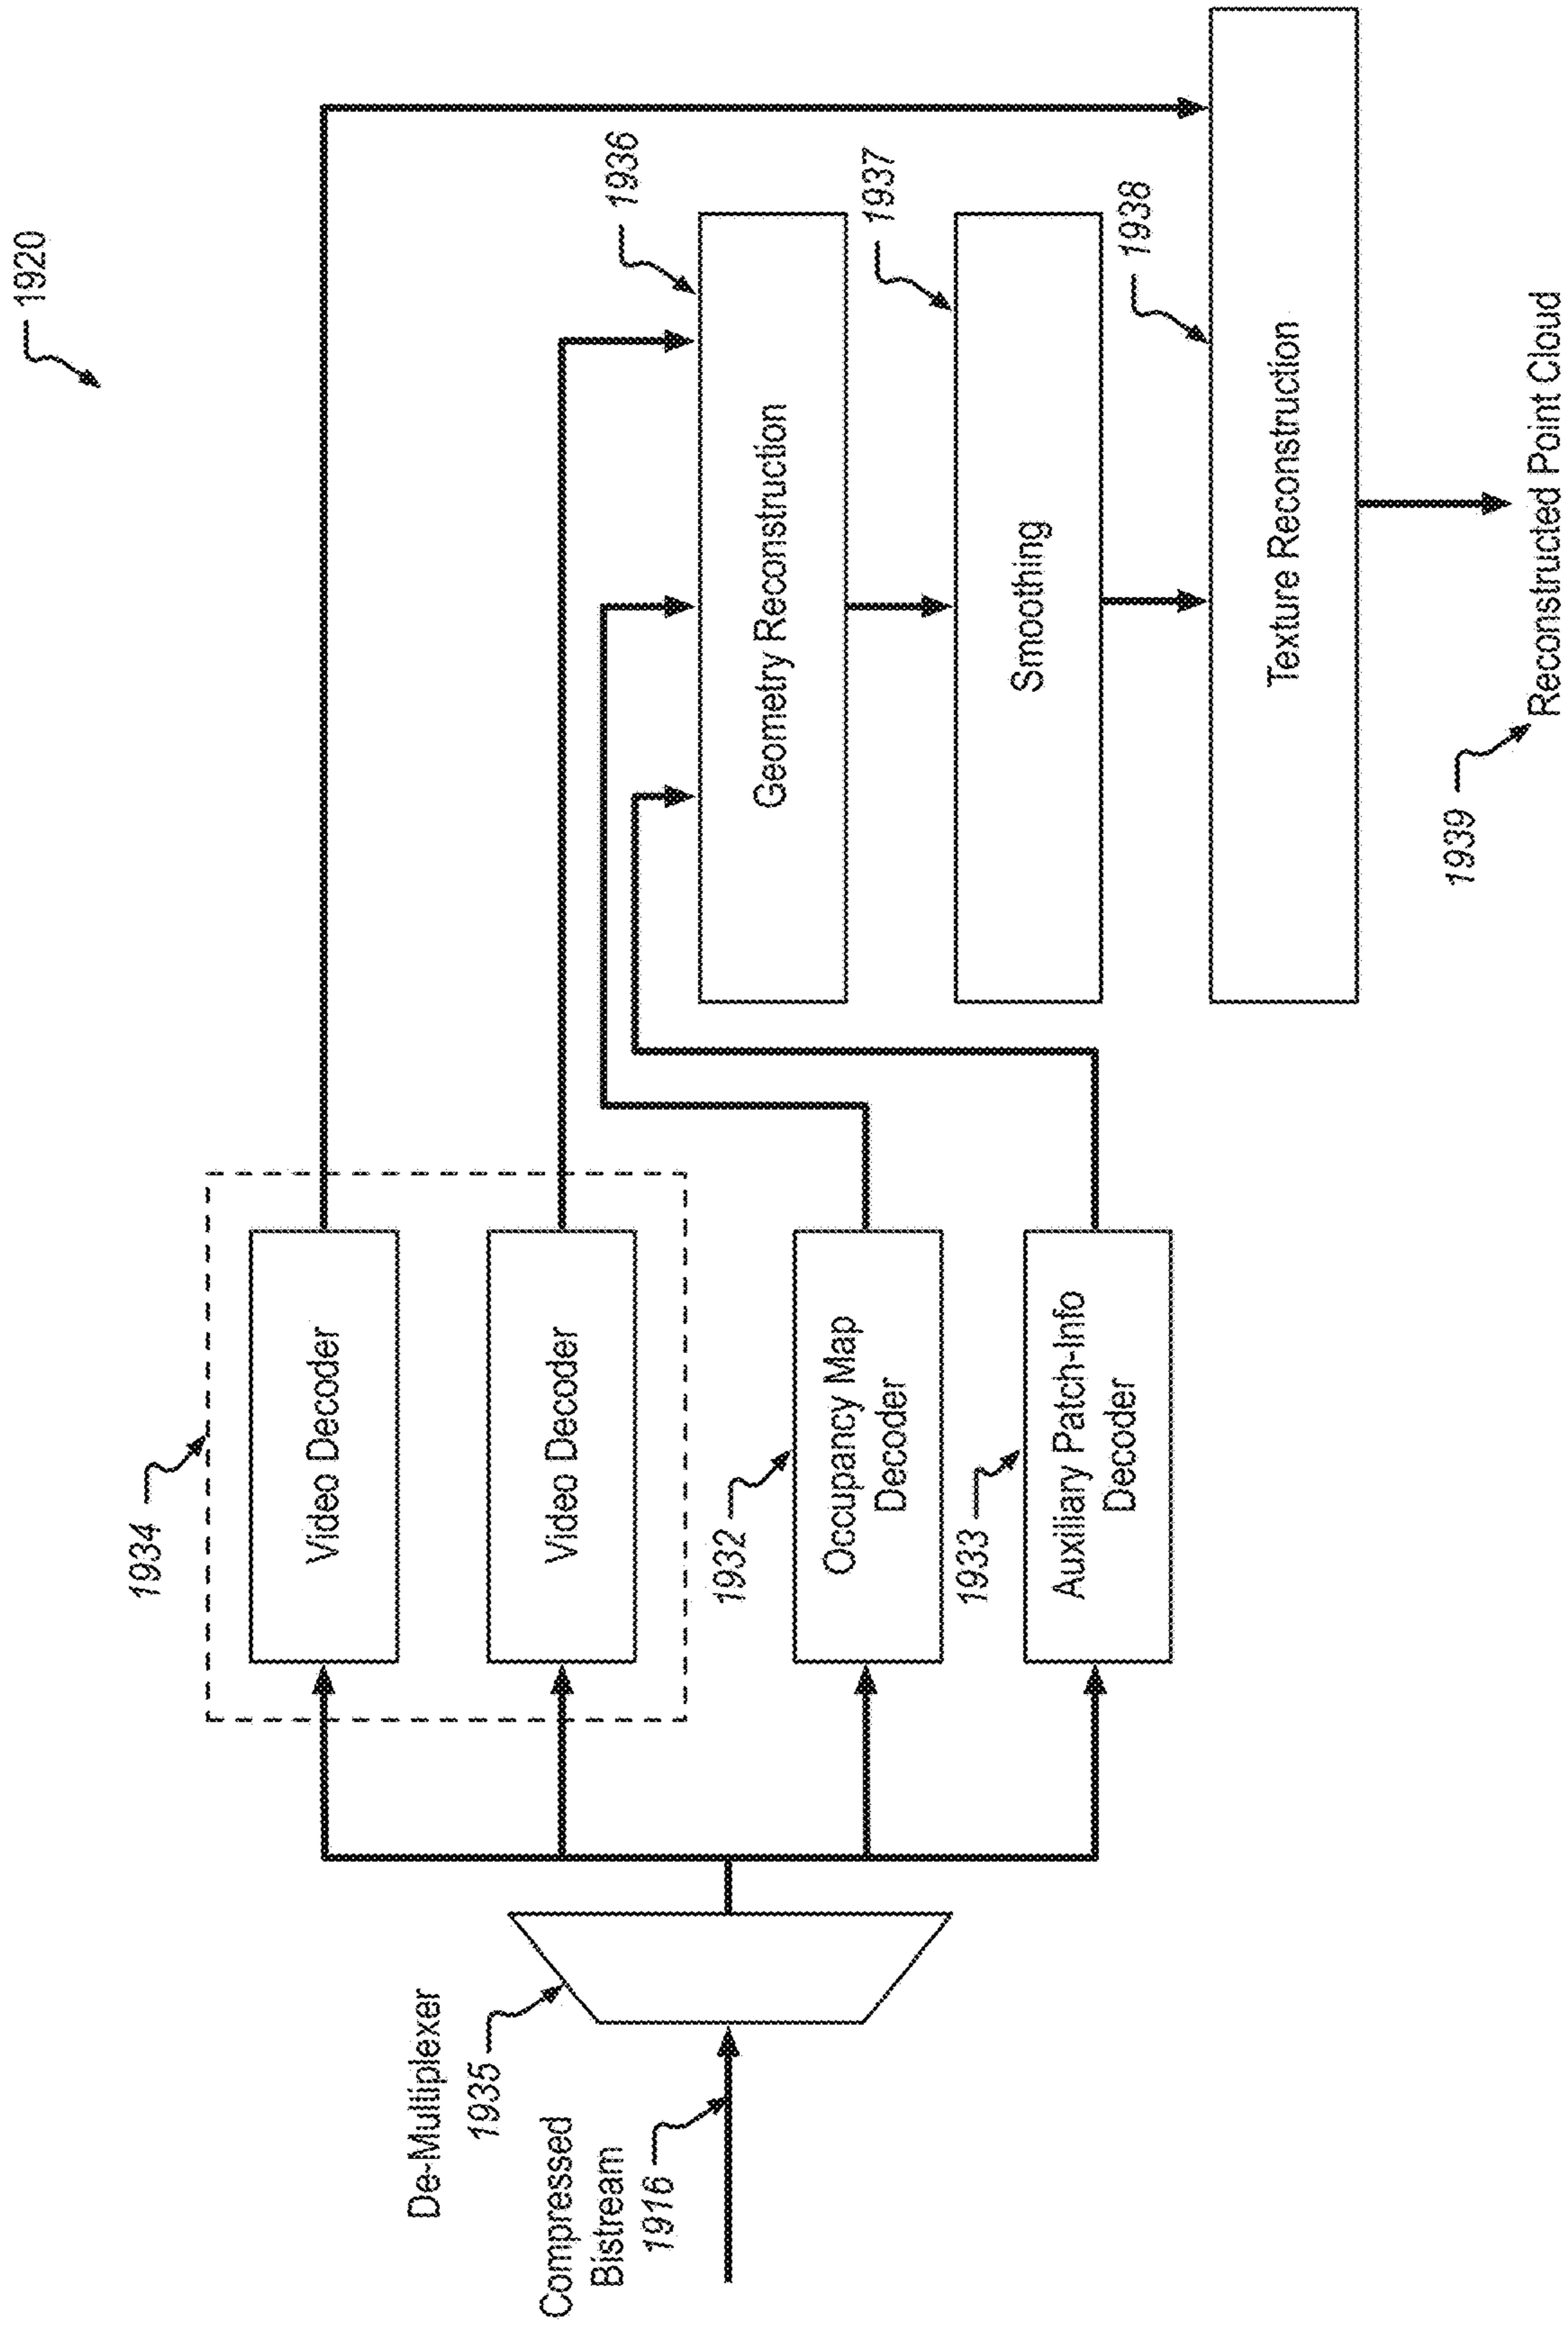 1920
1934
Video Decoder
Video Decoder
De-Multiplexer
1935
Compressed
Bistream
1916
1932
Occupancy Map
Decoder
1933
Auxiliary Patch-Info
Decoder
1936
Geometry Reconstruction
1937
Smoothing
1938
Texture Reconstruction
1939
Reconstructed Point Cloud